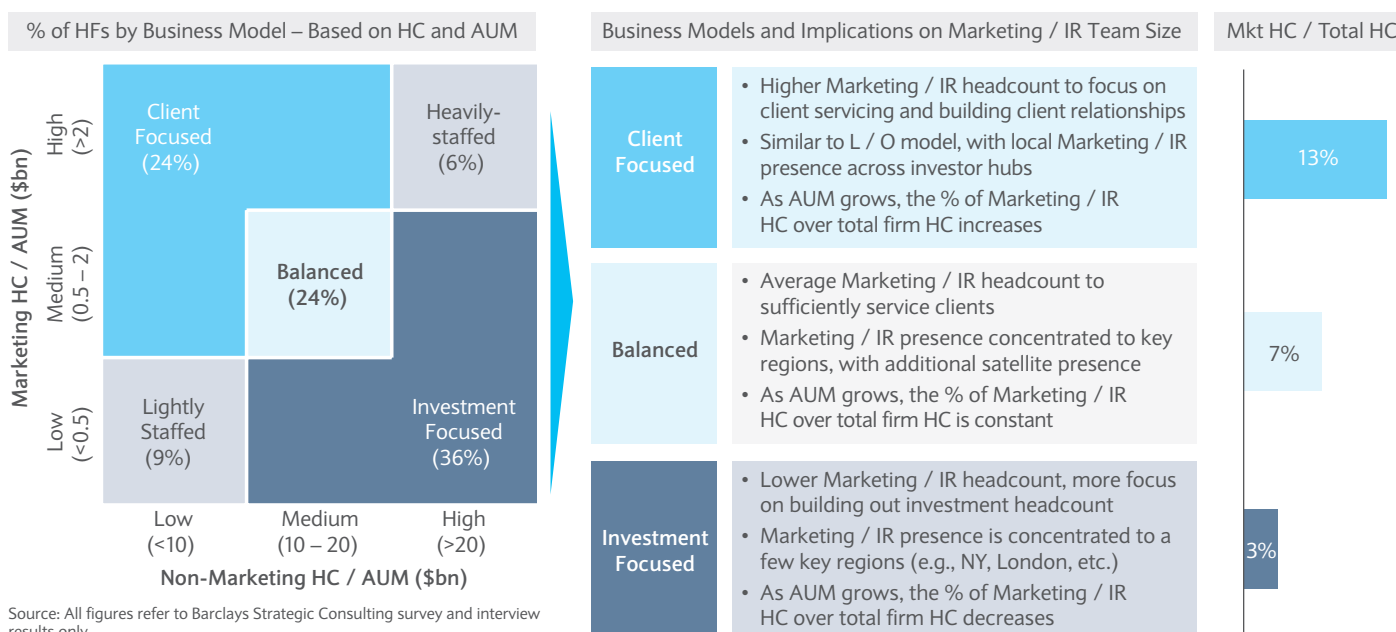 % of HFs by Business Model – Based on HC and AUM
Marketing HC / AUM ($bn)
High
(>2)
Medium
(0.5 – 2)
Low
(<0.5)
Client
Focused
(24%)
Heavily-
staffed
(6%)
Balanced
(24%)
Lightly
Staffed
(9%)
Investment
Focused
(36%)
Low
(<10)
Medium
(10 – 20)
High
(>20)
Non-Marketing HC / AUM ($bn)
Source: All figures refer to Barclays Strategic Consulting survey and interview
results only
Business Models and Implications on Marketing / IR Team Size
Client
Focused
• Higher Marketing / IR headcount to focus on
client servicing and building client relationships
• Similar to L / O model, with local Marketing / IR
presence across investor hubs
• As AUM grows, the % of Marketing / IR
HC over total firm HC increases
Balanced
• Average Marketing / IR headcount to
sufficiently service clients
• Marketing / IR presence concentrated to key
regions, with additional satellite presence
• As AUM grows, the % of Marketing / IR
HC over total firm HC is constant
Investment
Focused
• Lower Marketing / IR headcount, more focus
on building out investment headcount
• Marketing / IR presence is concentrated to a
few key regions (e.g., NY, London, etc.)
• As AUM grows, the % of Marketing / IR
HC over total firm HC decreases
Mkt HC / Total HC
13%
7%
3%